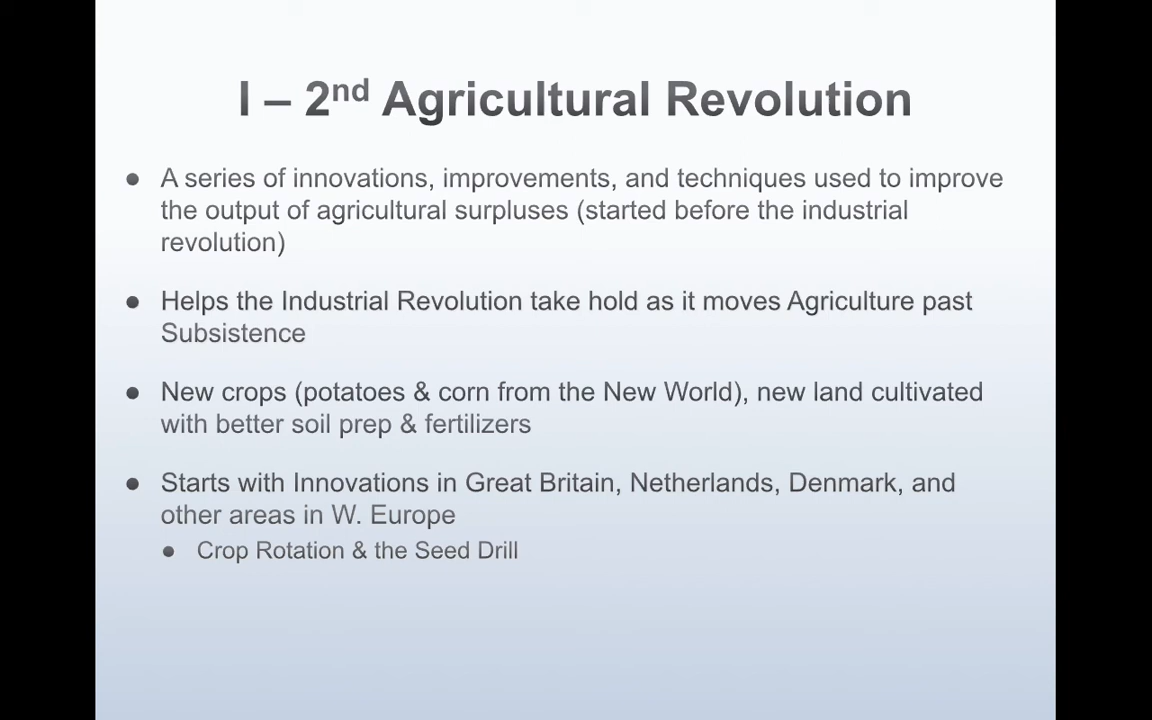 I – 2nd Agricultural Revolution
● A series of innovations, improvements, and techniques used to improve
the output of agricultural surpluses (started before the industrial
revolution)
● Helps the Industrial Revolution take hold as it moves Agriculture past
Subsistence
● New crops (potatoes & corn from the New World), new land cultivated
with better soil prep & fertilizers
● Starts with Innovations in Great Britain, Netherlands, Denmark, and
other areas in W. Europe
● Crop Rotation & the Seed Drill